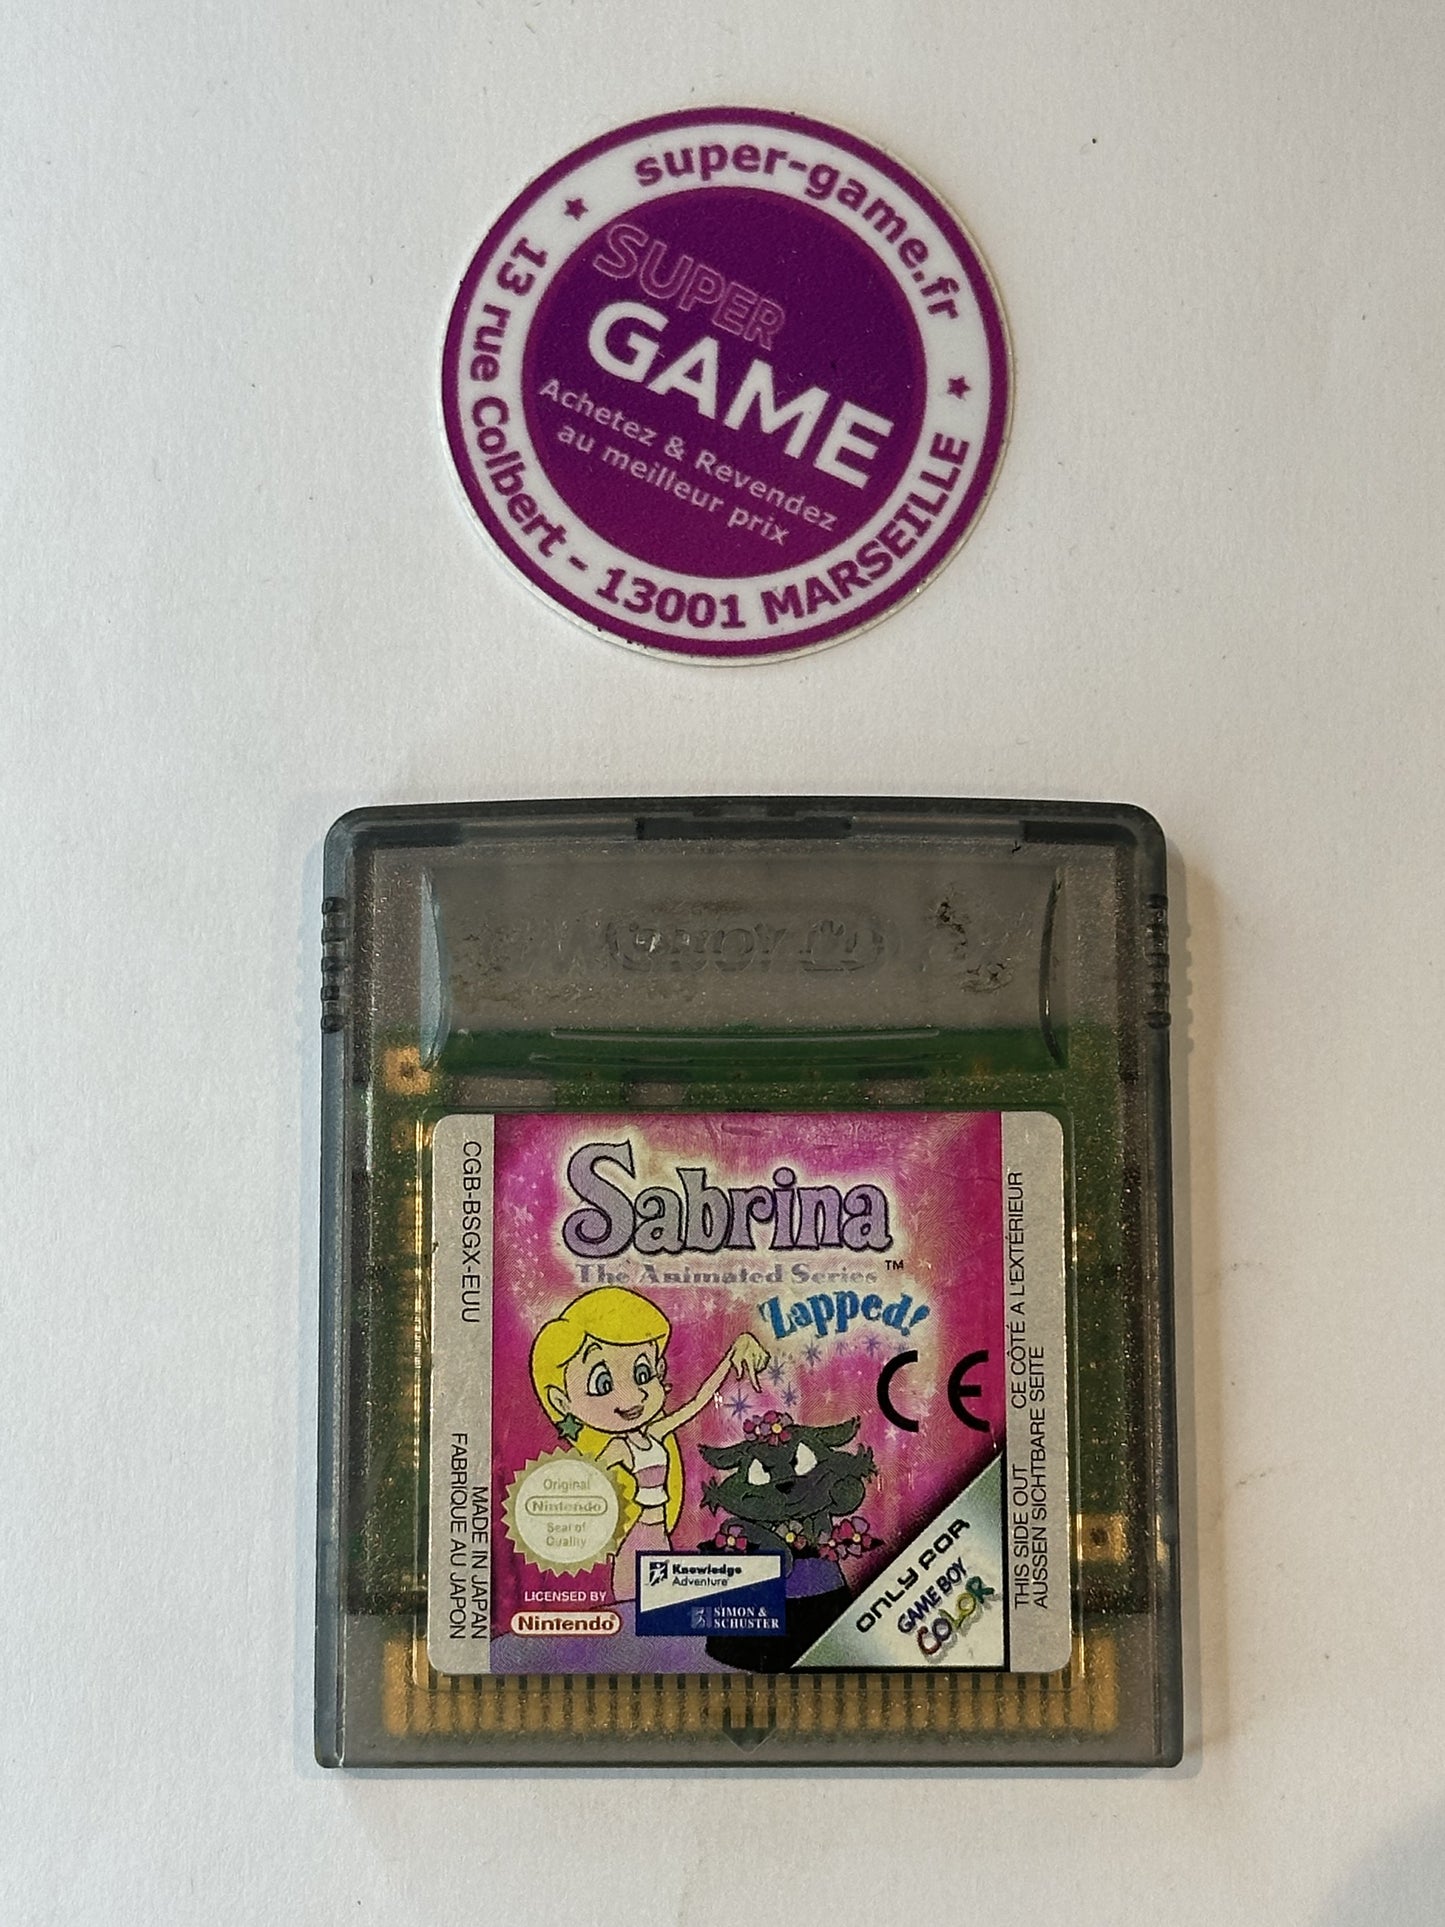 super-game.fr
SUPER
GAME
Achetez & Revendez
au meilleur prix
13 rue Colbert - 13001 MARSEILLE
CGB-BSGX-EUU
MADE IN JAPAN
FABRIQUE AU JAPON
Sabrina
The Animated Series™
Zapped!
CE
Original
Nintendo
Seal of
Quality
LICENSED BY
Nintendo®
Knowledge
Adventure®
SIMON &
SCHUSTER
ONLY FOR
GAME BOY
COLOR
THIS SIDE OUT CE CÔTÉ A L'EXTÉRIEUR
AUSSEN SICHTBARE SEITE